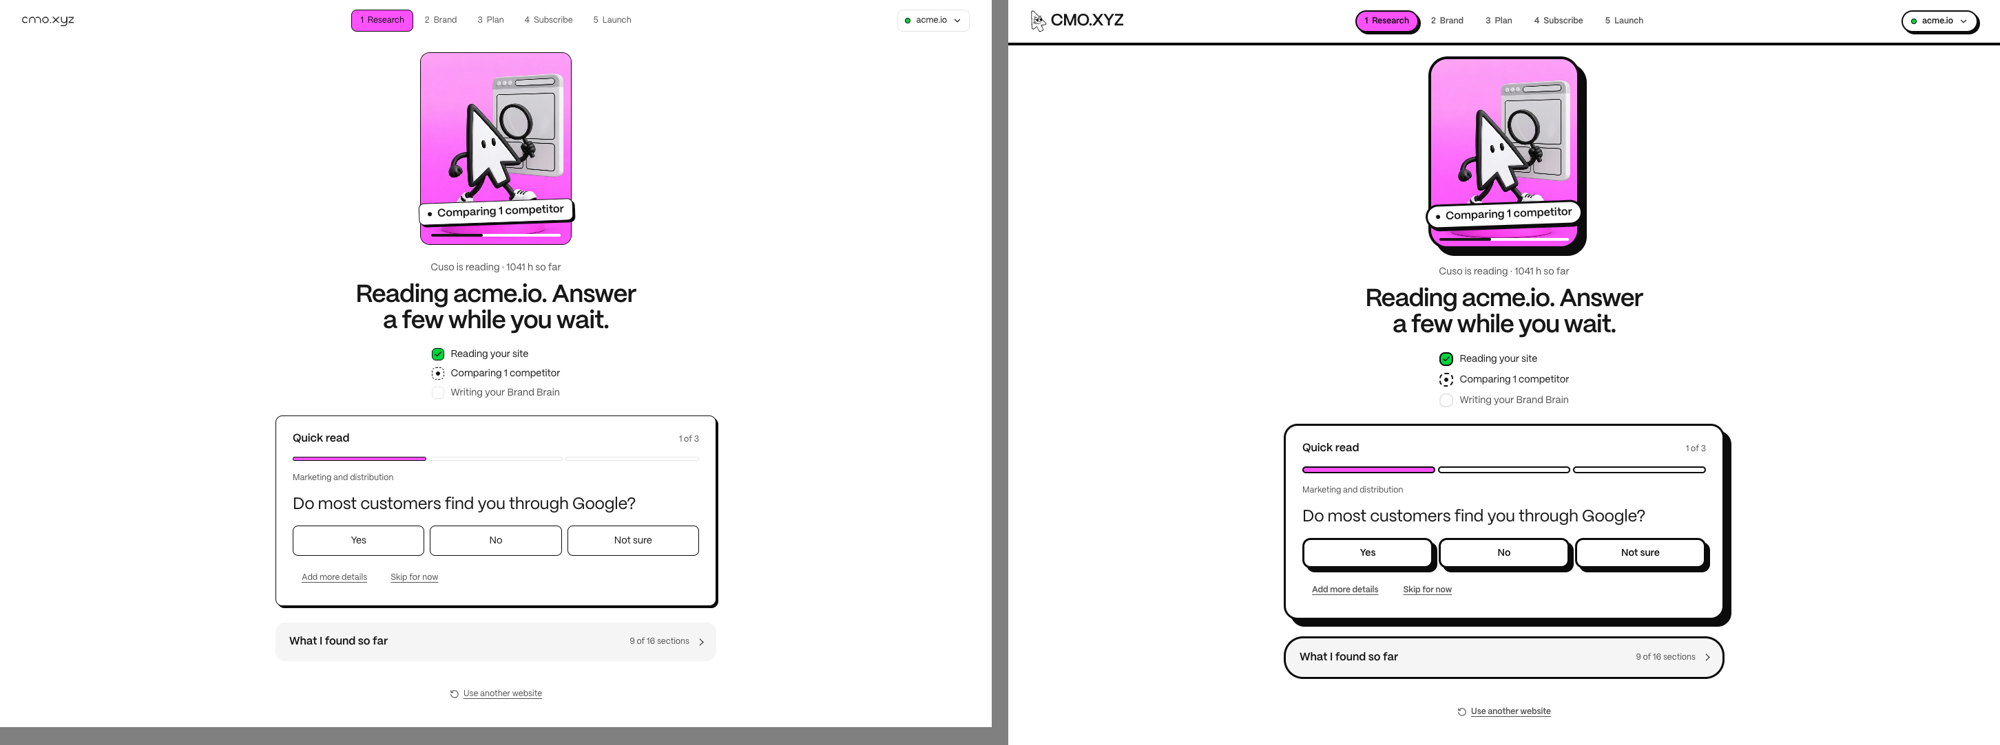 cmo.xyz
1 Research
2 Brand
3 Plan
4 Subscribe
5 Launch
acme.io
Comparing 1 competitor
Cuso is reading · 1041 h so far
Reading acme.io. Answer
a few while you wait.
Reading your site
Comparing 1 competitor
Writing your Brand Brain
Quick read
1 of 3
Marketing and distribution
Do most customers find you through Google?
Yes
No
Not sure
Add more details
Skip for now
What I found so far
9 of 16 sections
Use another website
CMO.XYZ
1 Research
2 Brand
3 Plan
4 Subscribe
5 Launch
acme.io
Comparing 1 competitor
Cuso is reading · 1041 h so far
Reading acme.io. Answer
a few while you wait.
Reading your site
Comparing 1 competitor
Writing your Brand Brain
Quick read
1 of 3
Marketing and distribution
Do most customers find you through Google?
Yes
No
Not sure
Add more details
Skip for now
What I found so far
9 of 16 sections
Use another website